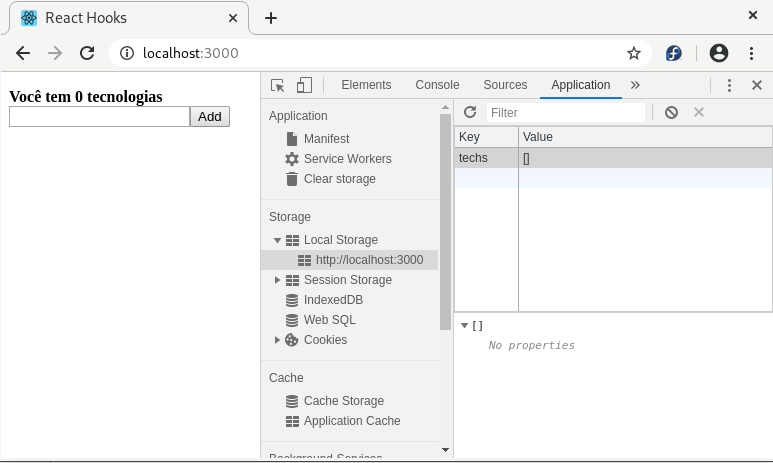 React Hooks
localhost:3000
Você tem 0 tecnologias
Add
Elements Console Sources Application
Application
Manifest
Service Workers
Clear storage
Storage
Local Storage
http://localhost:3000
Session Storage
IndexedDB
Web SQL
Cookies
Cache
Cache Storage
Application Cache
Background Services
Filter
Key Value
techs []
[]
No properties